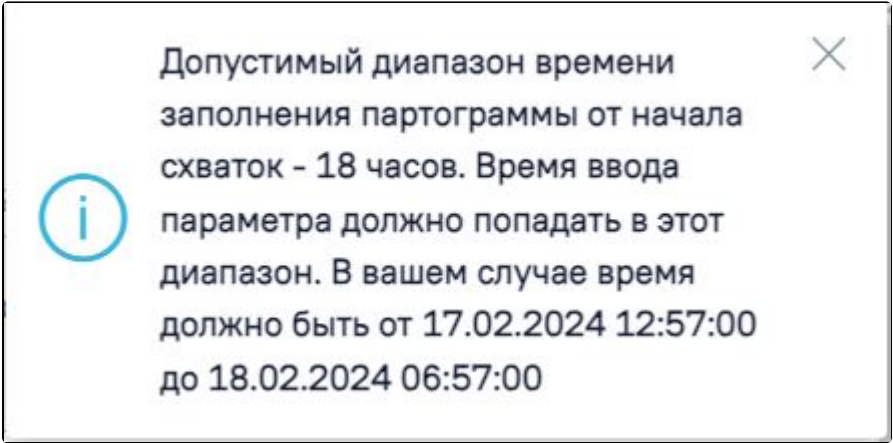 Допустимый диапазон времени
заполнения партограммы от начала
схваток - 18 часов. Время ввода
параметра должно попадать в этот
диапазон. В вашем случае время
должно быть от 17.02.2024 12:57:00
до 18.02.2024 06:57:00